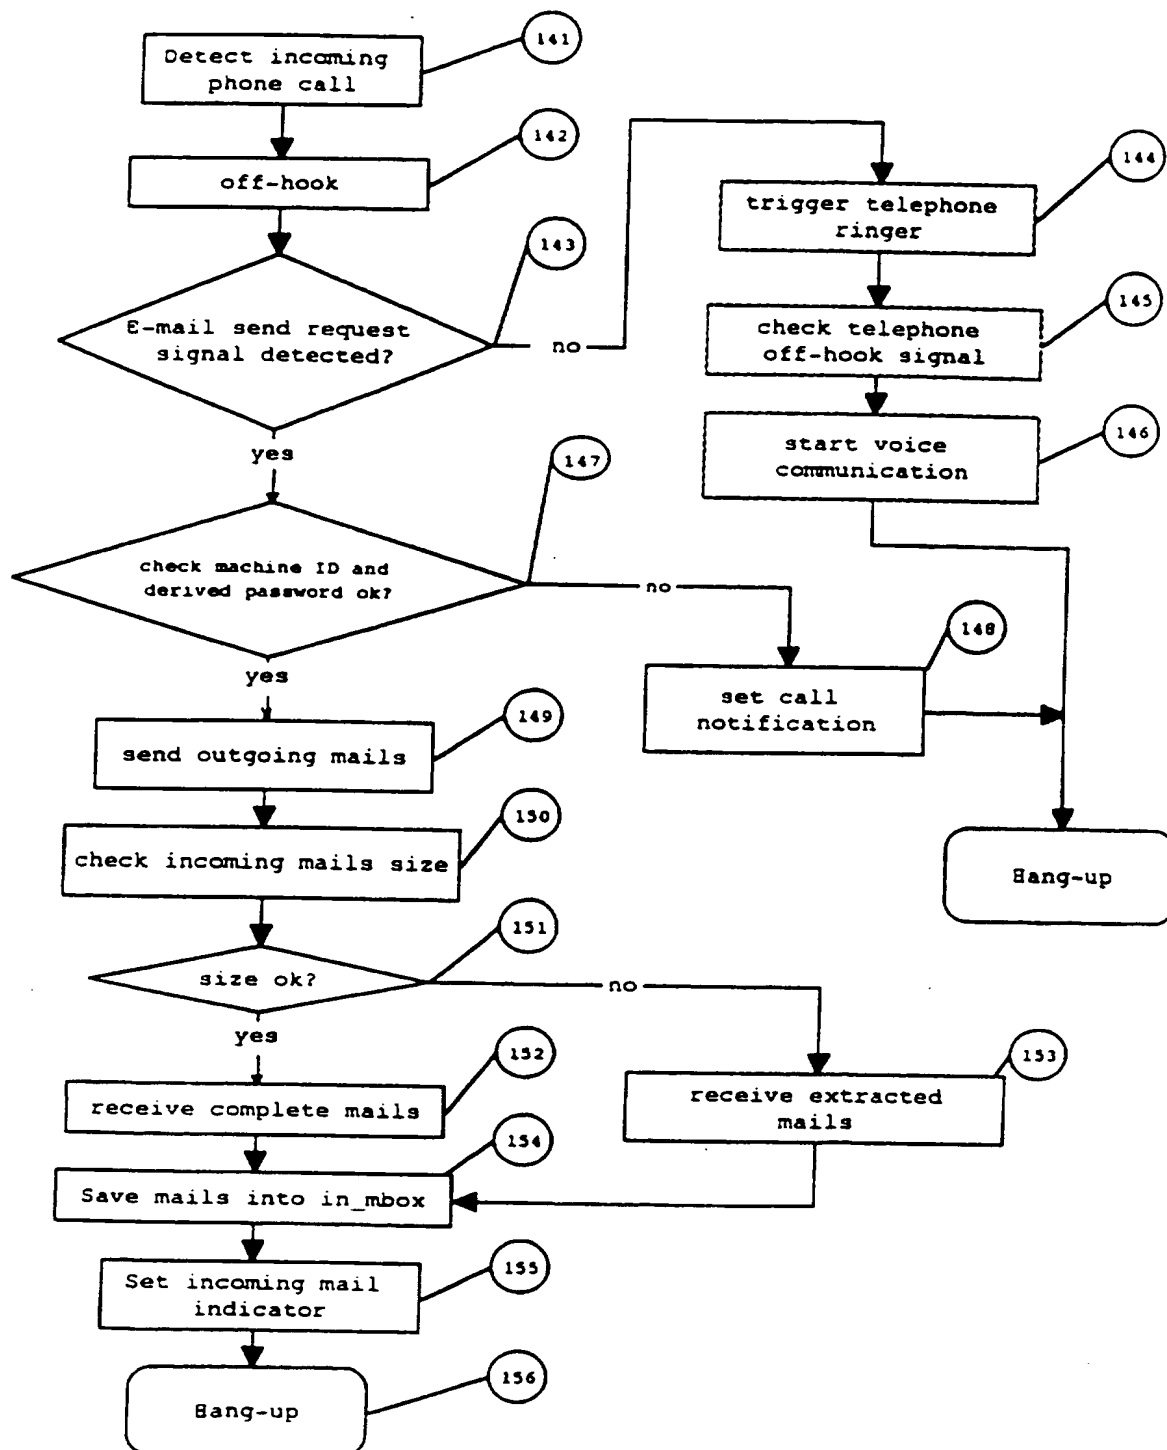 141
Detect incoming
phone call
142
off-hook
143
E-mail send request
signal detected?
no
144
trigger telephone
ringer
145
check telephone
off-hook signal
146
start voice
communication
yes
147
check machine ID and
derived password ok?
no
148
set call
notification
yes
149
send outgoing mails
150
check incoming mails size
Hang-up
151
size ok?
no
yes
152
receive complete mails
153
receive extracted
mails
154
Save mails into in_mbox
155
Set incoming mail
indicator
156
Hang-up